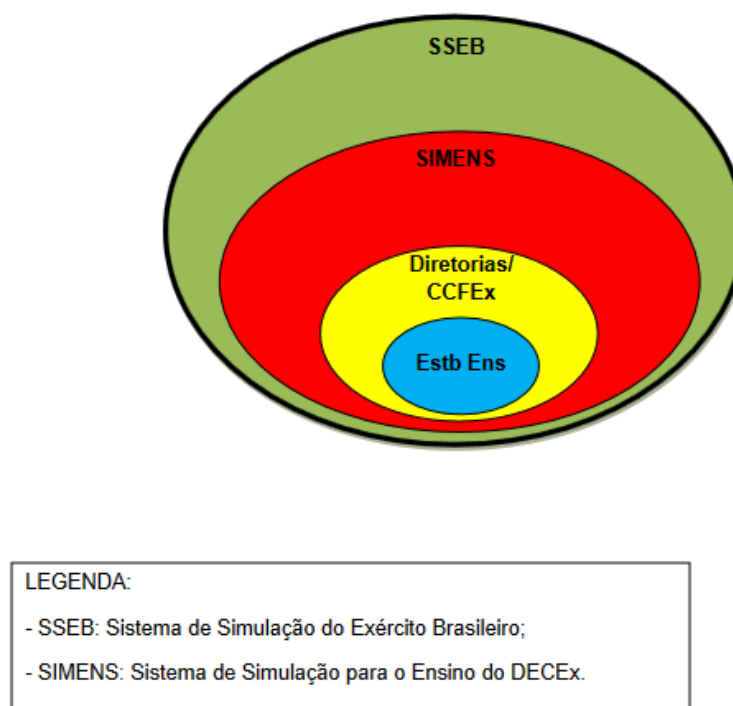 SSEB
SIMENS
Diretorias/
CCFEx
Estb Ens
LEGENDA:
- SSEB: Sistema de Simulação do Exército Brasileiro;
- SIMENS: Sistema de Simulação para o Ensino do DECEx.